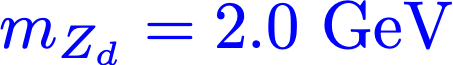 m_{Z_d} = 2.0 GeV